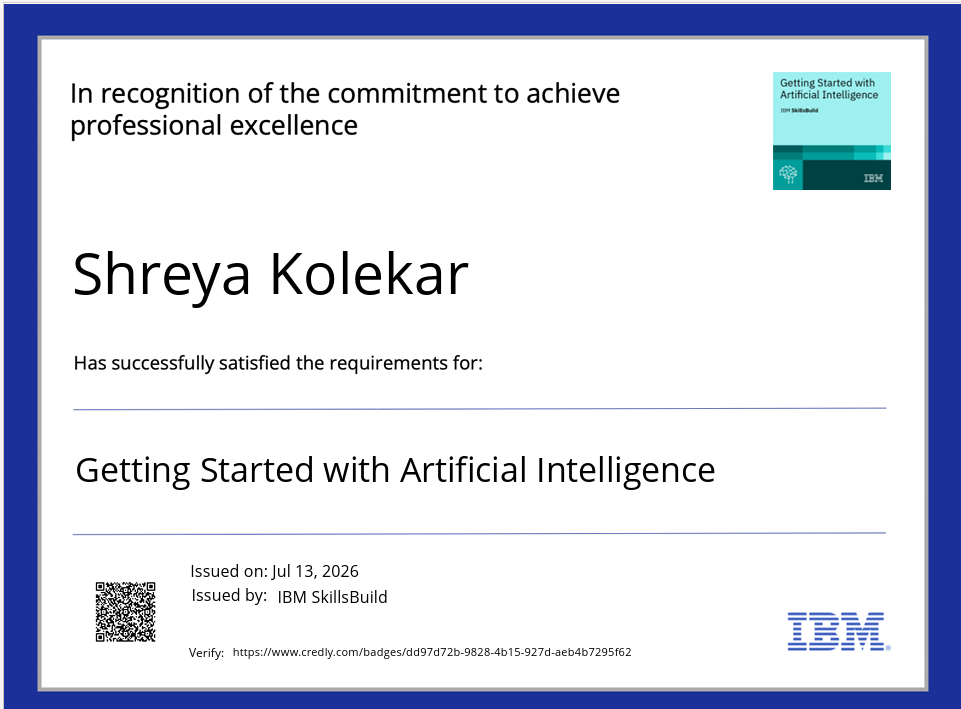 In recognition of the commitment to achieve
professional excellence
Getting Started with
Artificial Intelligence
IBM SkillsBuild
IBM
Shreya Kolekar
Has successfully satisfied the requirements for:
Getting Started with Artificial Intelligence
Issued on: Jul 13, 2026
Issued by: IBM SkillsBuild
Verify: https://www.credly.com/badges/dd97d72b-9828-4b15-927d-aeb4b7295f62
IBM®